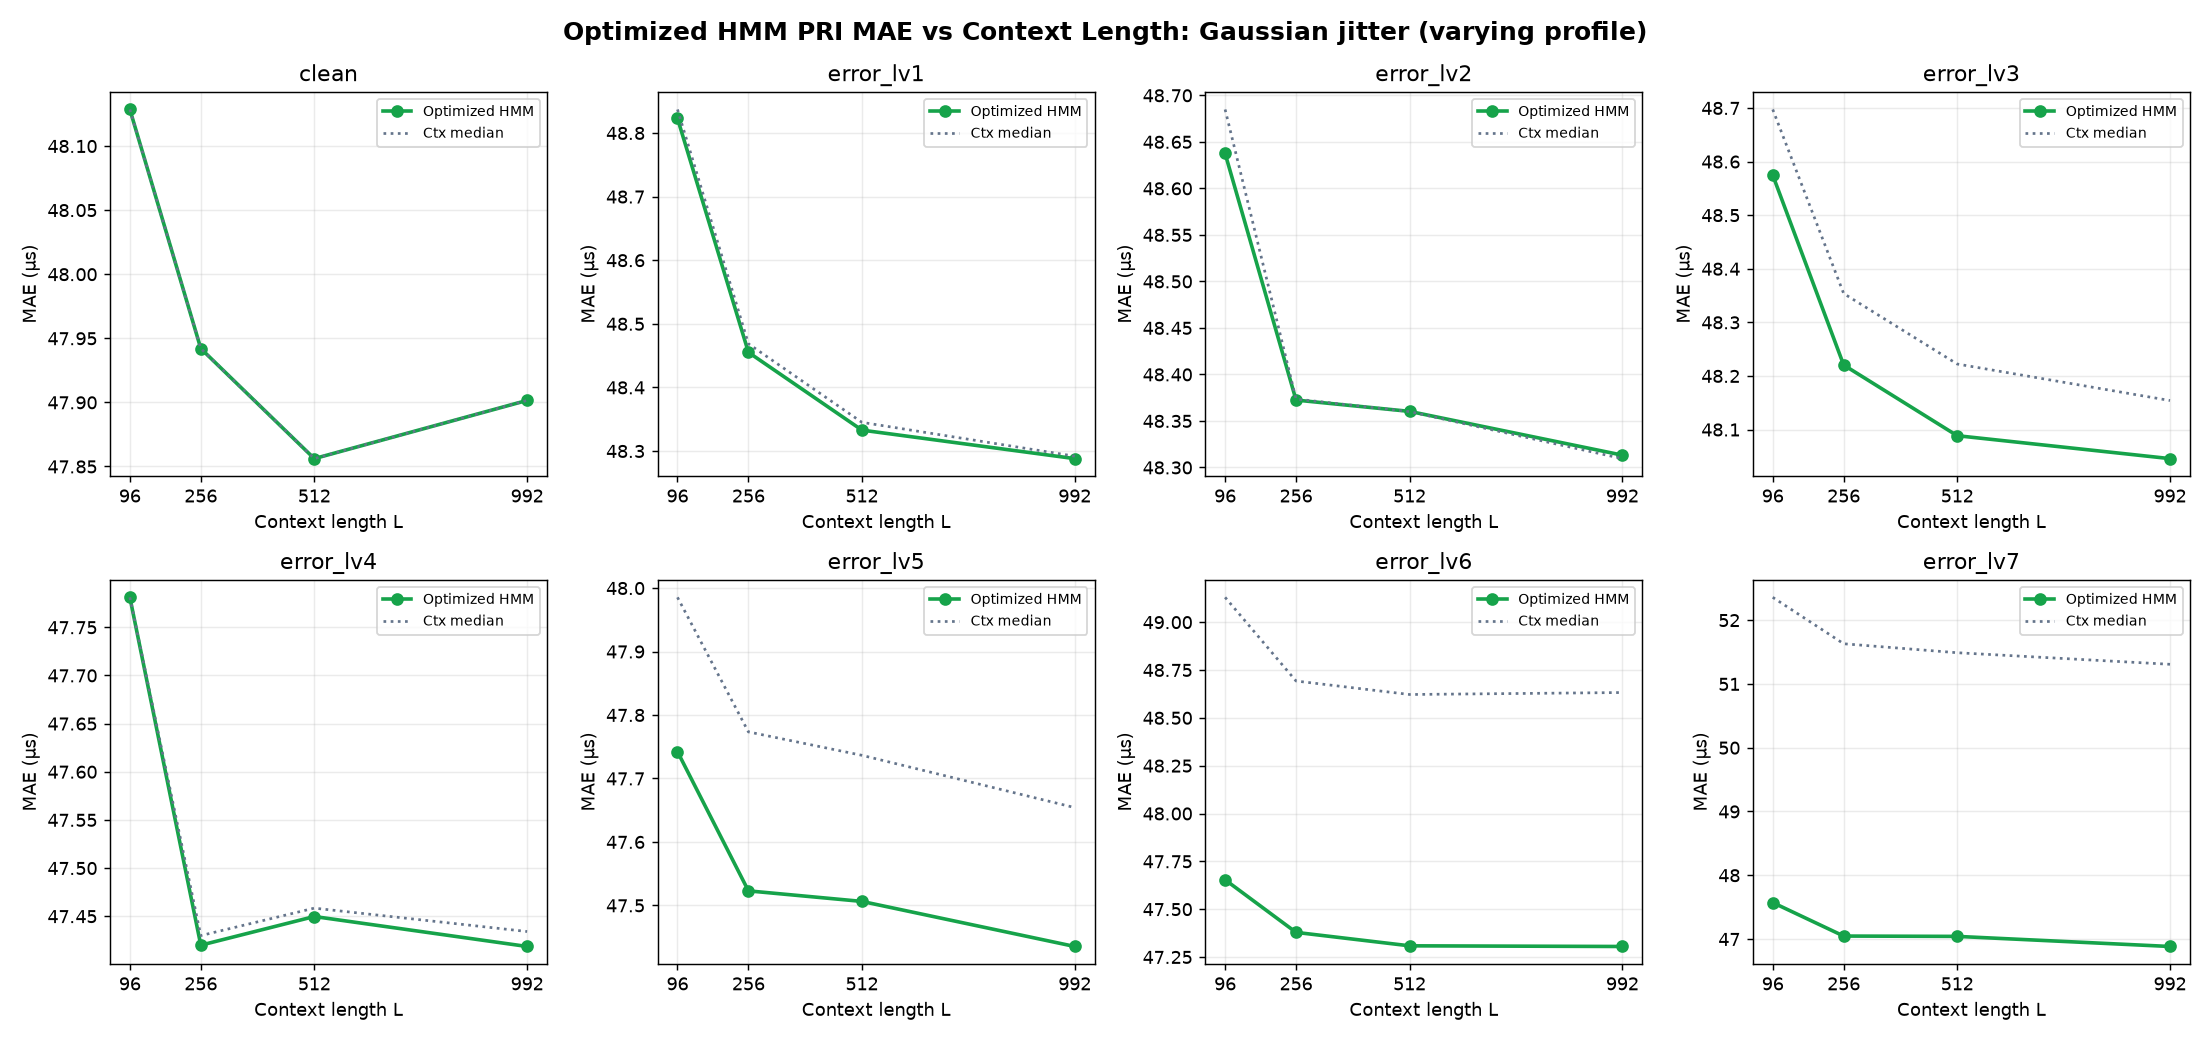 Optimized HMM PRI MAE vs Context Length: Gaussian jitter (varying profile)
clean
MAE (µs)
48.10
48.05
48.00
47.95
47.90
47.85
96 256 512 992
Context length L
Optimized HMM
Ctx median
error_lv1
MAE (µs)
48.8
48.7
48.6
48.5
48.4
48.3
96 256 512 992
Context length L
Optimized HMM
Ctx median
error_lv2
MAE (µs)
48.70
48.65
48.60
48.55
48.50
48.45
48.40
48.35
48.30
96 256 512 992
Context length L
Optimized HMM
Ctx median
error_lv3
MAE (µs)
48.7
48.6
48.5
48.4
48.3
48.2
48.1
96 256 512 992
Context length L
Optimized HMM
Ctx median
error_lv4
MAE (µs)
47.75
47.70
47.65
47.60
47.55
47.50
47.45
96 256 512 992
Context length L
Optimized HMM
Ctx median
error_lv5
MAE (µs)
48.0
47.9
47.8
47.7
47.6
47.5
96 256 512 992
Context length L
Optimized HMM
Ctx median
error_lv6
MAE (µs)
49.00
48.75
48.50
48.25
48.00
47.75
47.50
47.25
96 256 512 992
Context length L
Optimized HMM
Ctx median
error_lv7
MAE (µs)
52
51
50
49
48
47
96 256 512 992
Context length L
Optimized HMM
Ctx median